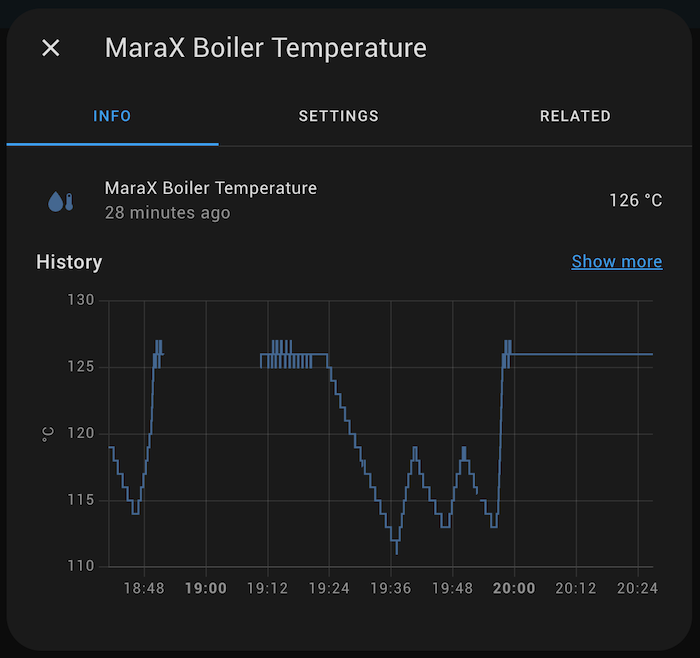 MaraX Boiler Temperature
INFO SETTINGS RELATED
MaraX Boiler Temperature
28 minutes ago
126 °C
History Show more
130
125
120
115
110
°C
18:48 19:00 19:12 19:24 19:36 19:48 20:00 20:12 20:24